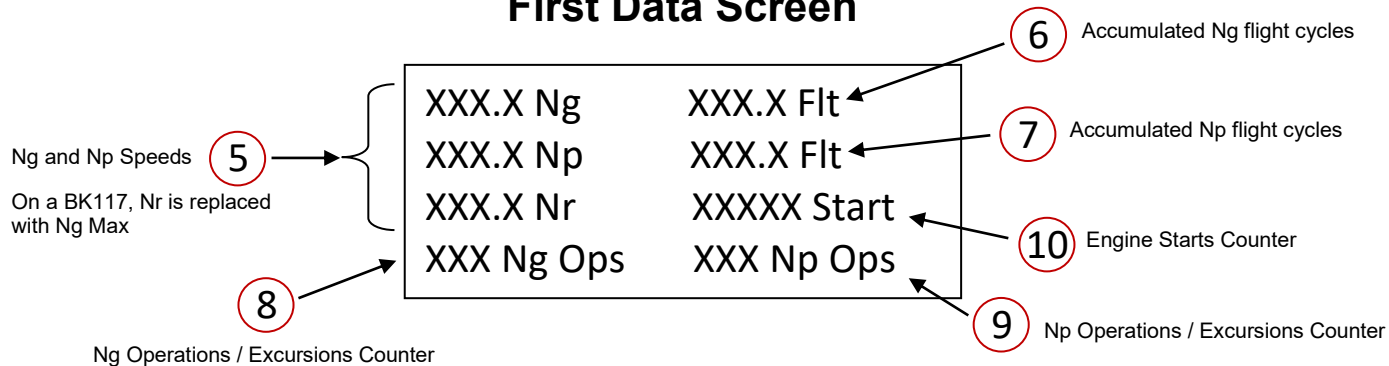 First Data Screen
6 Accumulated Ng flight cycles
XXX.X Ng XXX.X Flt
7 Accumulated Np flight cycles
Ng and Np Speeds 5
XXX.X Np XXX.X Flt
On a BK117, Nr is replaced
with Ng Max
XXX.X Nr XXXXX Start
10 Engine Starts Counter
XXX Ng Ops XXX Np Ops
8
Ng Operations / Excursions Counter
9 Np Operations / Excursions Counter